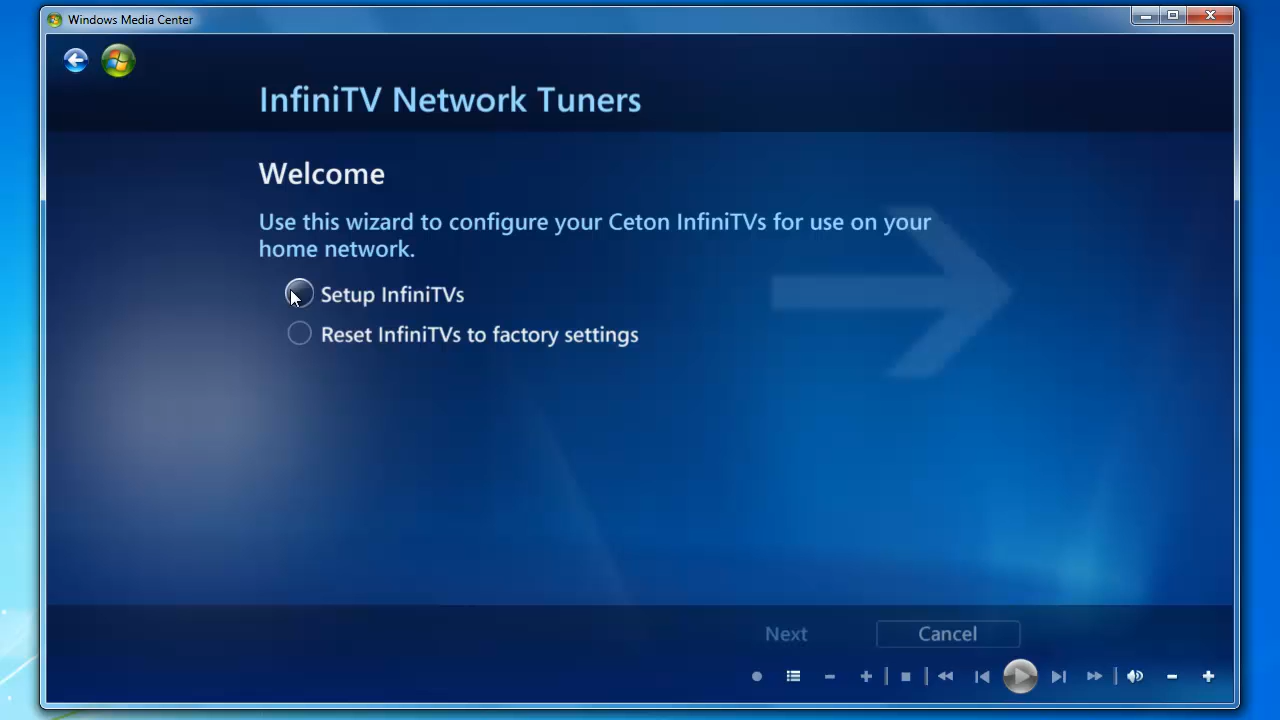 Windows Media Center
InfiniTV Network Tuners
Welcome
Use this wizard to configure your Ceton InfiniTVs for use on your
home network.
Setup InfiniTVs
Reset InfiniTVs to factory settings
Next
Cancel